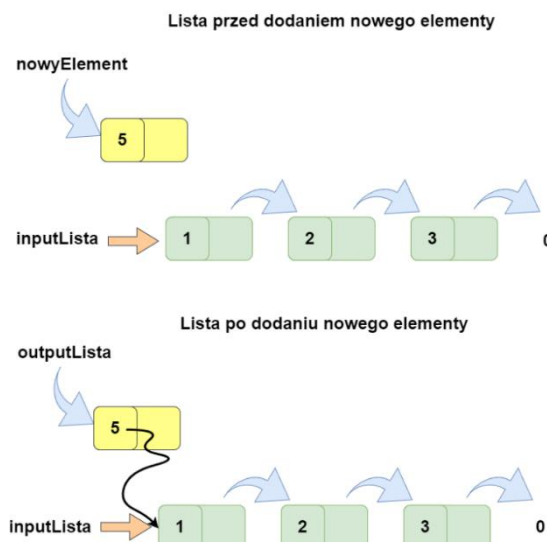 Lista przed dodaniem nowego elementy
nowyElement
5
inputLista
1
2
3
0
Lista po dodaniu nowego elementy
outputLista
5
inputLista
1
2
3
0